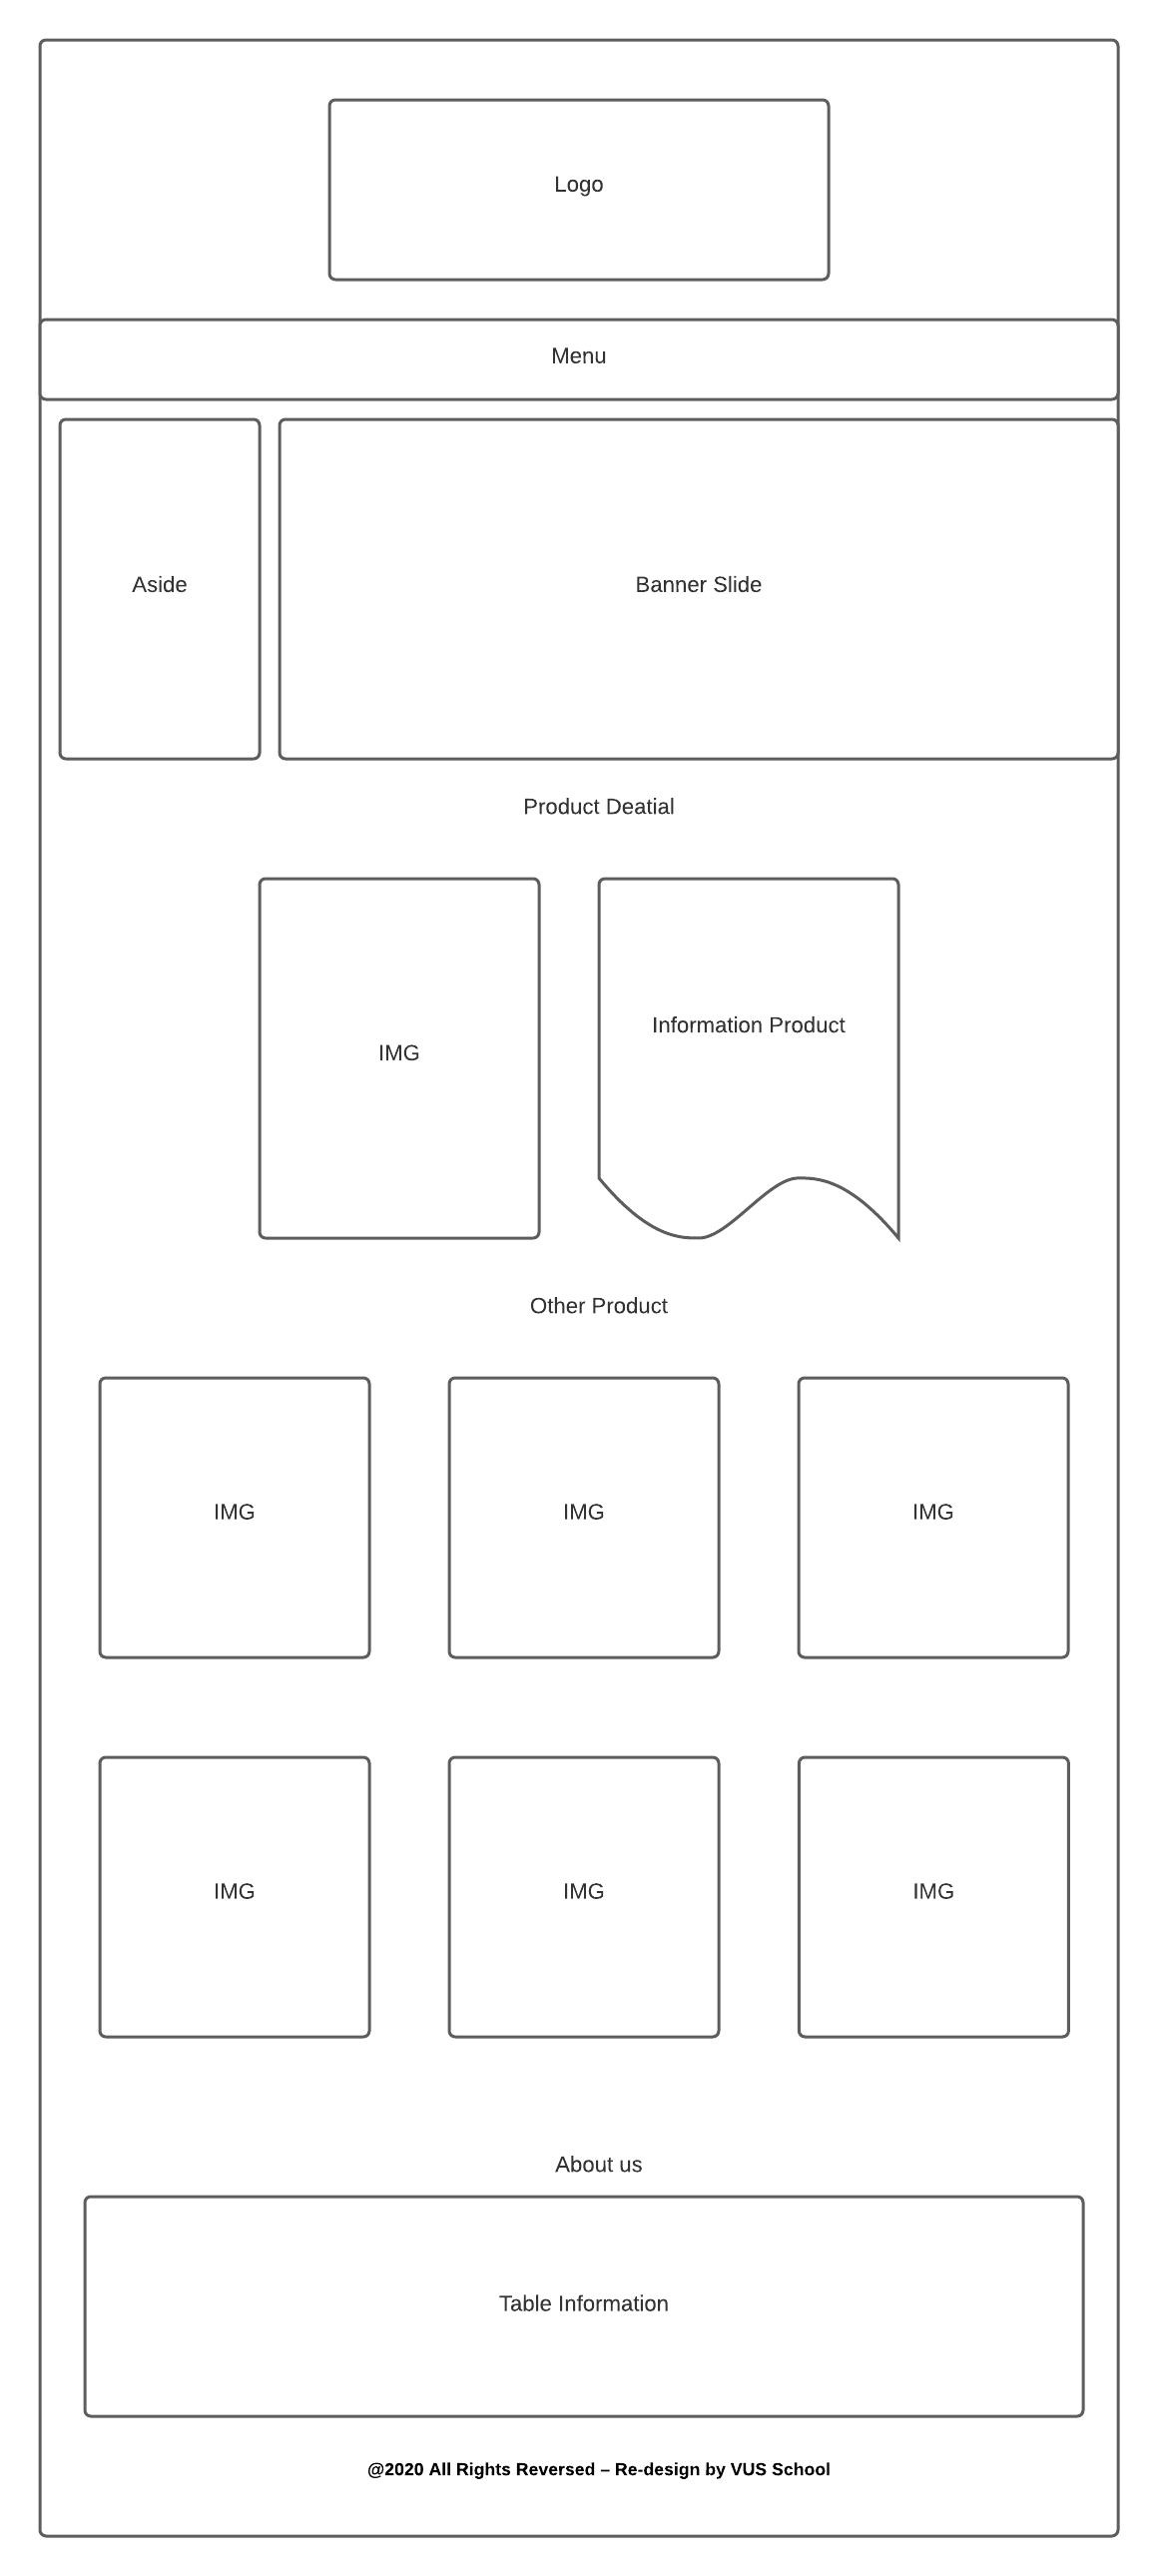 Logo
Menu
Aside
Banner Slide
Product Deatial
IMG
Information Product
Other Product
IMG
IMG
IMG
IMG
IMG
IMG
About us
Table Information
@2020 All Rights Reversed – Re-design by VUS School